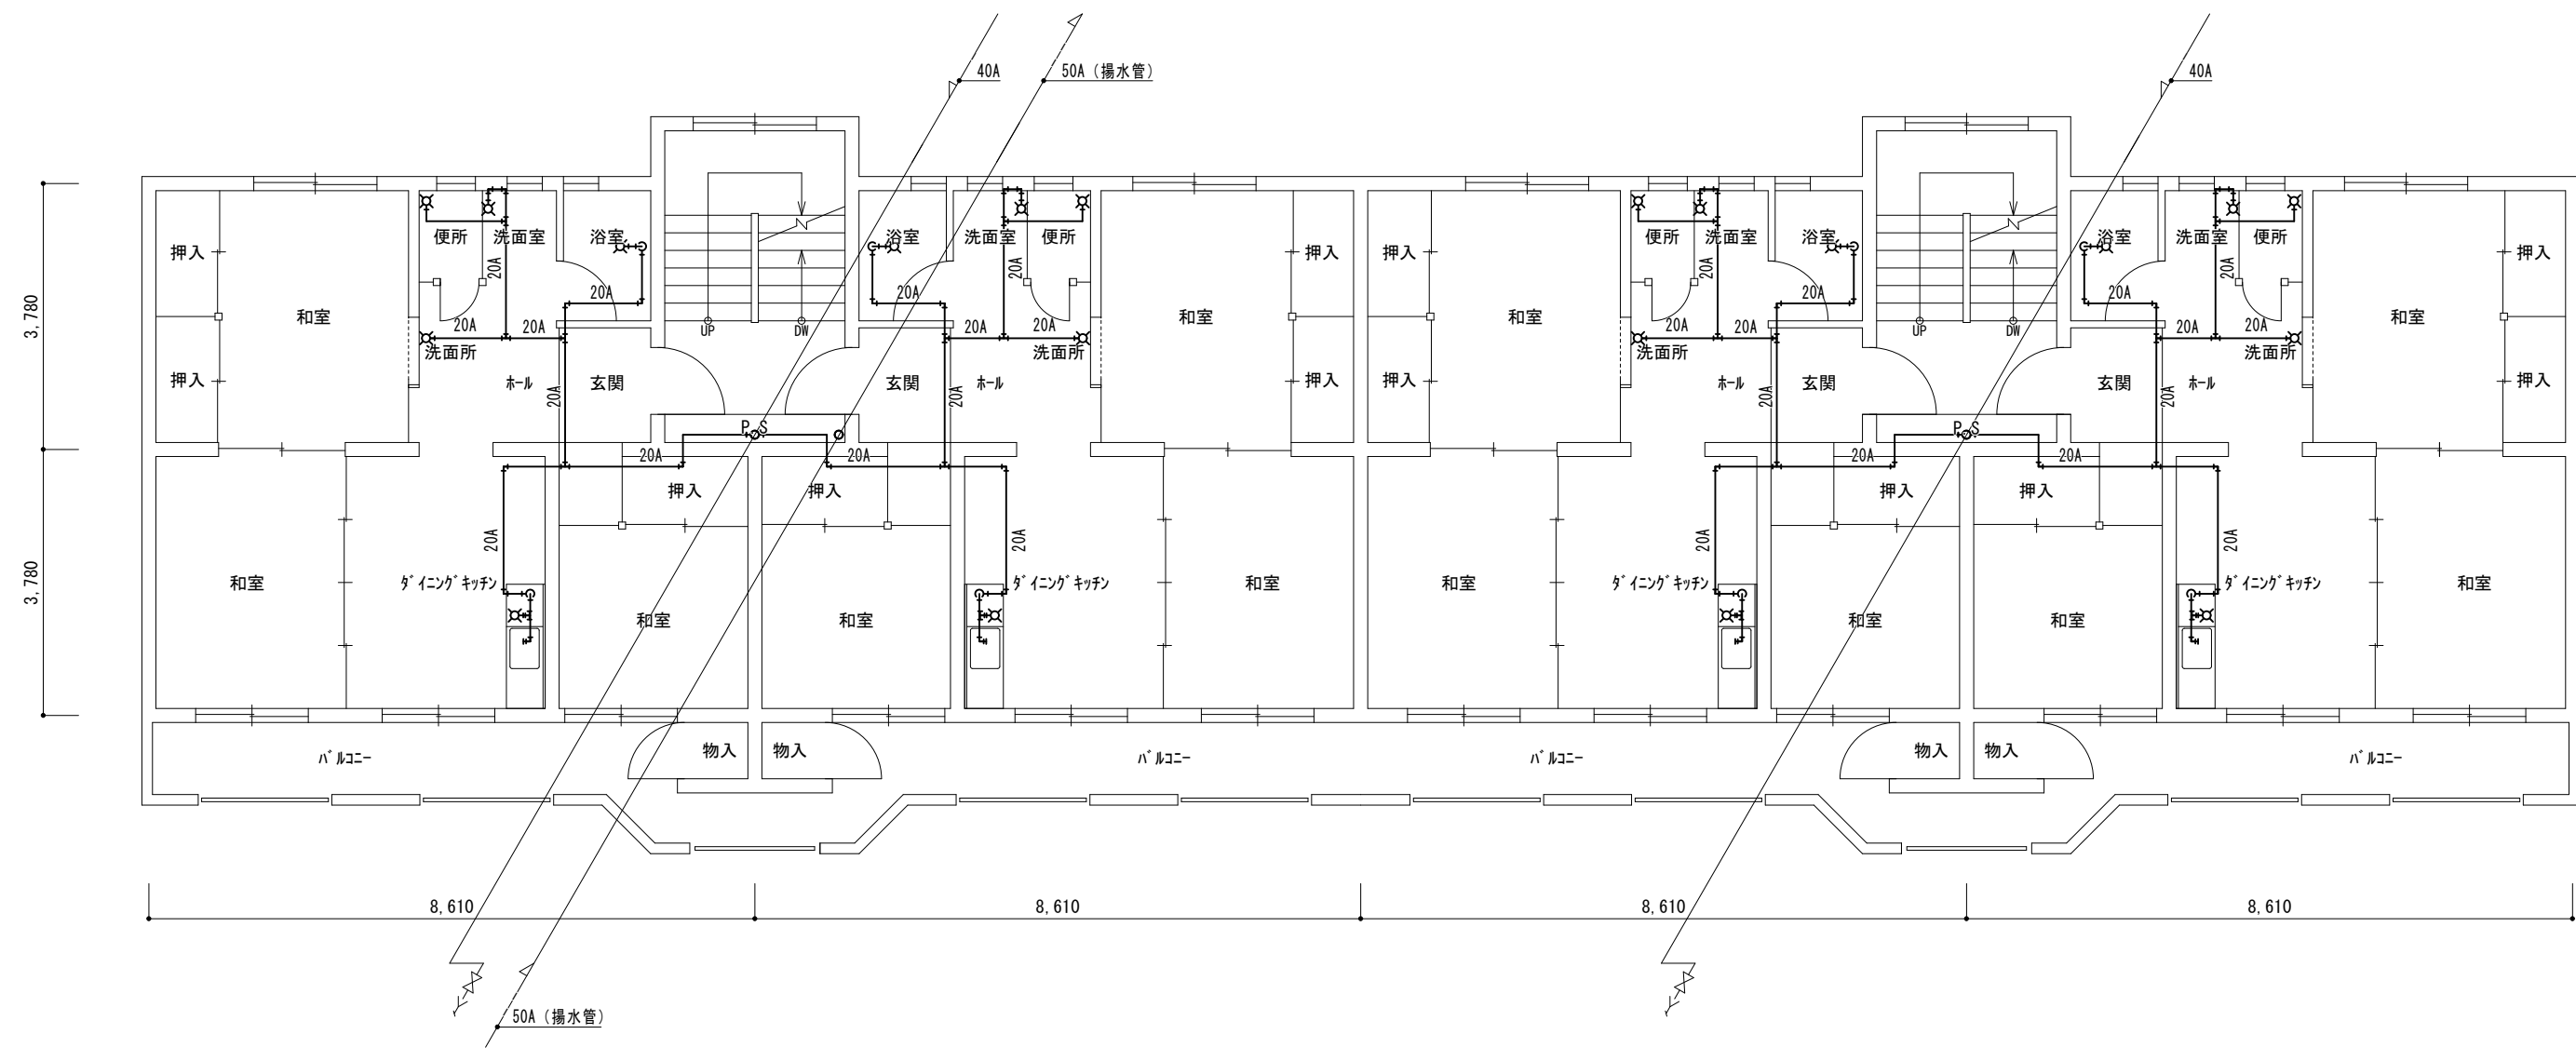 40A 50A (揚水管) 40A
便所 洗面室 浴室 浴室 洗面室 便所 便所 洗面室 浴室 浴室 洗面室 便所
押入 押入 押入 押入
20A 20A 20A 20A
20A 20A 20A 20A
3,780 和室 和室 和室 和室
20A 20A UP DW 20A 20A 20A 20A UP DW 20A 20A
洗面所 洗面所 洗面所 洗面所
押入 ホール 玄関 玄関 ホール 押入 押入 ホール 玄関 玄関 ホール 押入
20A 20A 20A 20A
P.S P.S
20A 20A 20A 20A
押入 押入 押入 押入
20A 20A 20A 20A
3,780 和室 ダイニングキッチン ダイニングキッチン 和室 和室 ダイニングキッチン ダイニングキッチン 和室
和室 和室 和室 和室
バルコニー 物入 物入 バルコニー バルコニー 物入 物入 バルコニー
8,610 8,610 8,610 8,610
50A (揚水管)